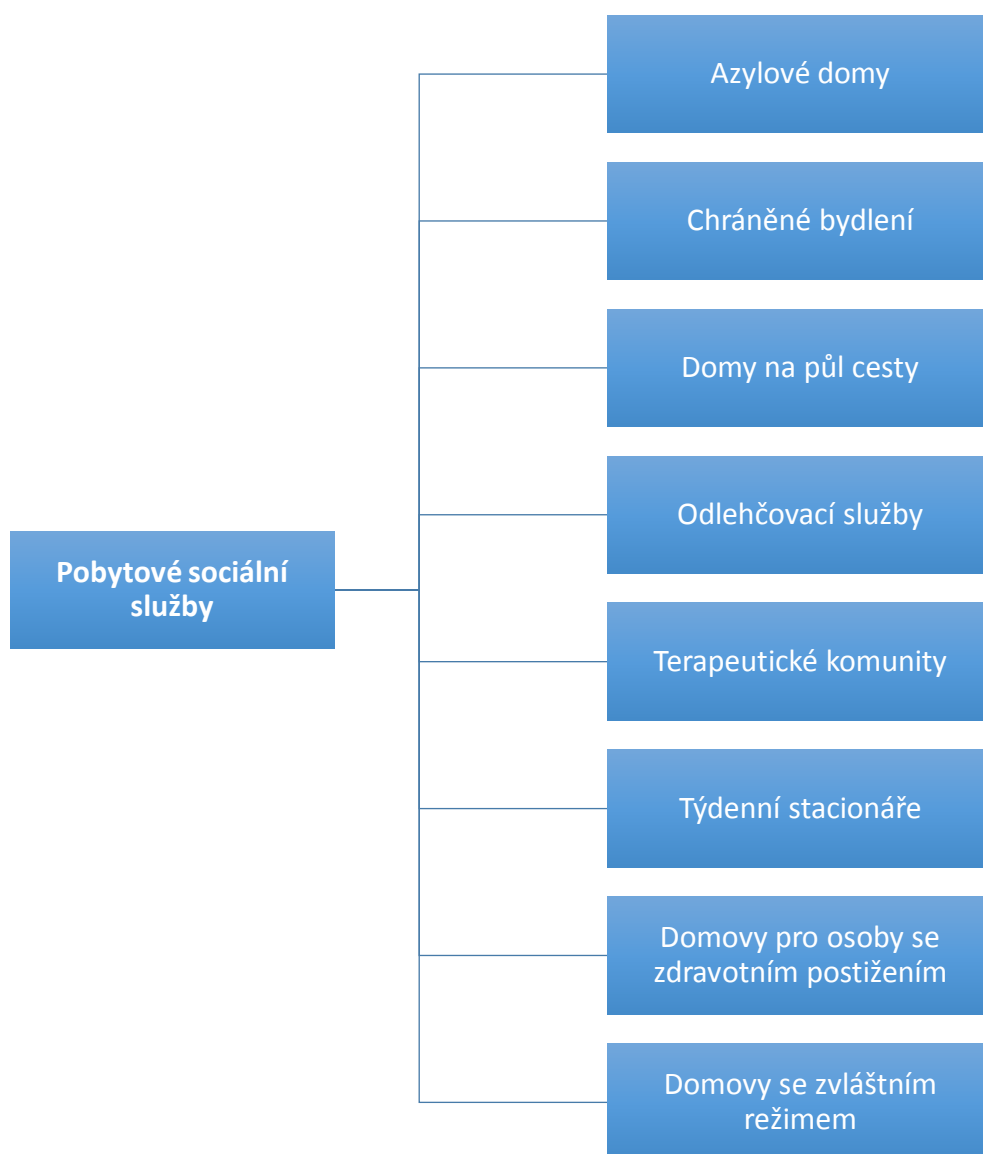 Azylové domy
Chráněné bydlení
Domy na půl cesty
Odlehčovací služby
Pobytové sociální
služby
Terapeutické komunity
Týdenní stacionáře
Domovy pro osoby se
zdravotním postižením
Domovy se zvláštním
režimem